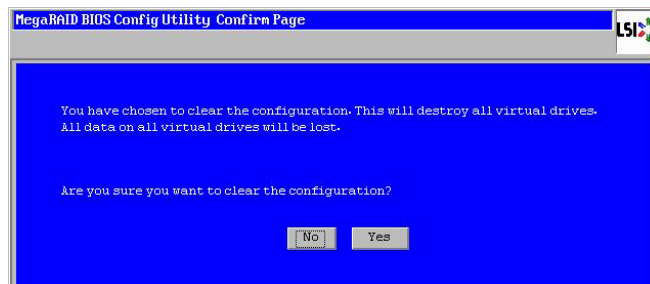 MegaRAID BIOS Config Utility Confirm Page
LSI
You have chosen to clear the configuration. This will destroy all virtual drives.
All data on all virtual drives will be lost.
Are you sure you want to clear the configuration?
No Yes